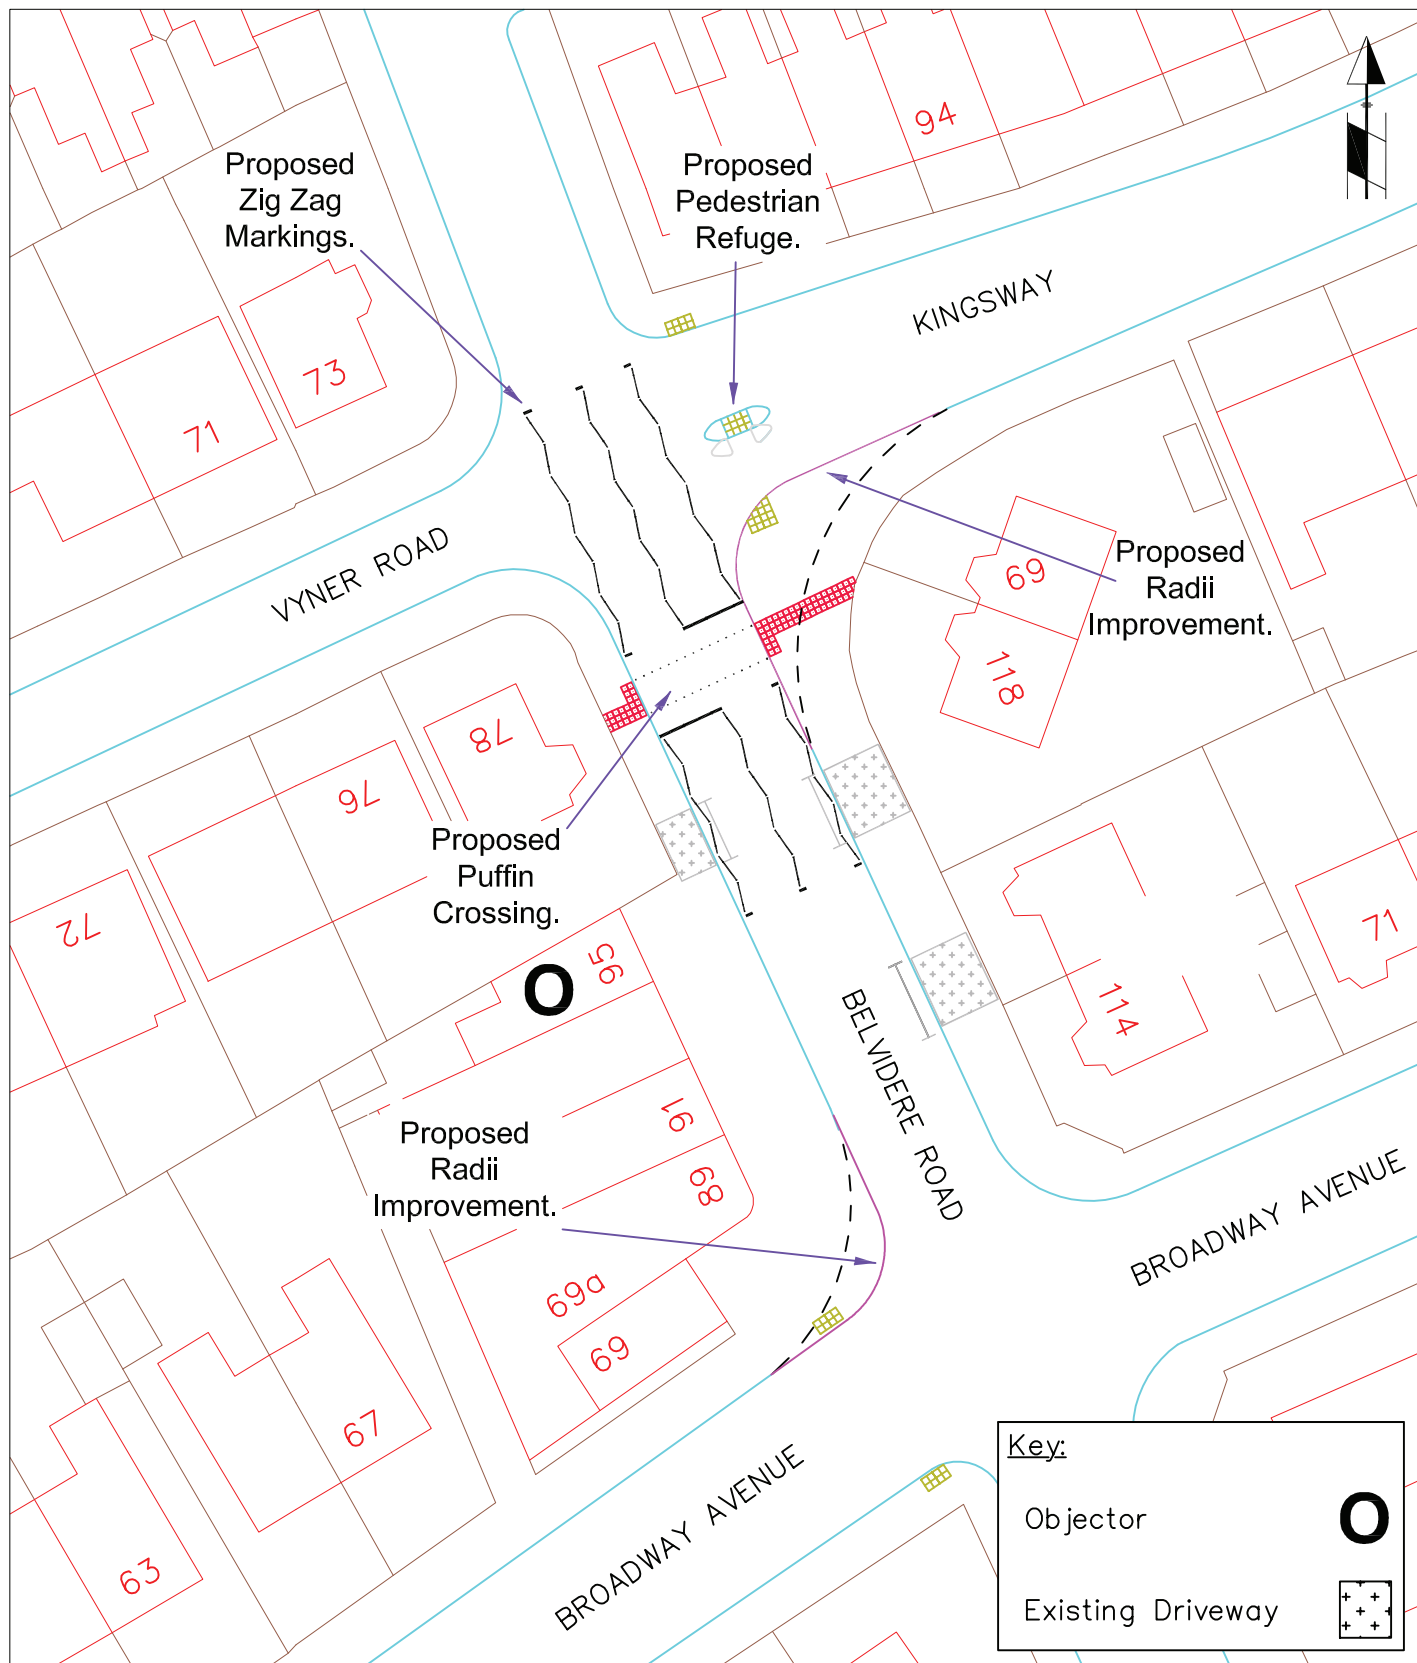 94
Proposed
Zig Zag
Markings.
Proposed
Pedestrian
Refuge.
KINGSWAY
73
71
VYNER ROAD
69
118
Proposed
Radii
Improvement.
78
76
72
Proposed
Puffin
Crossing.
O
95
BELVIDERE ROAD
114
71
91
89
Proposed
Radii
Improvement.
69a
69
67
63
BROADWAY AVENUE
BROADWAY AVENUE
Key:
Objector O
Existing Driveway